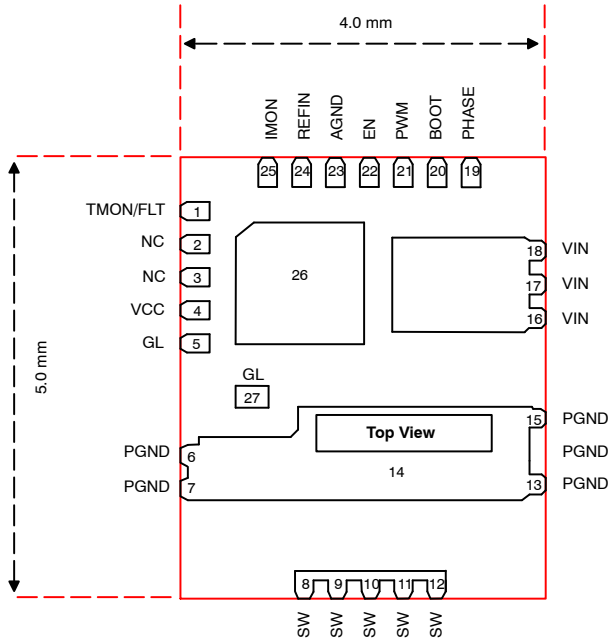 4.0 mm
IMON
REFIN
AGND
EN
PWM
BOOT
PHASE
25
24
23
22
21
20
19
TMON/FLT
1
NC
2
NC
3
VCC
4
GL
5
26
18
VIN
17
VIN
16
VIN
5.0 mm
GL
27
Top View
14
PGND
6
PGND
7
15
PGND
PGND
13
PGND
8
9
10
11
12
SW
SW
SW
SW
SW